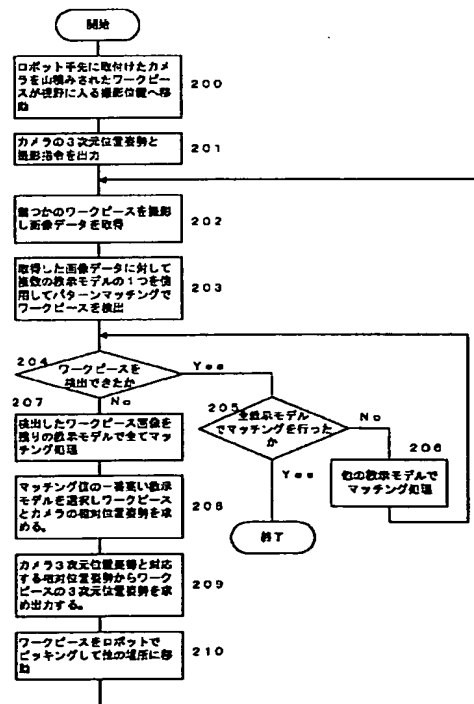 開始
ロボット手先に取付けたカメ
ラを山積みされたワークピー
スが視野に入る撮影位置へ移
動
200
カメラの3次元位置姿勢と
撮影指令を出力
201
幾つかのワークピースを撮影
し画像データを取得
202
取得した画像データに対して
複数の教示モデルの1つを使
用してパターンマッチングで
ワークピースを検出
203
204
ワークピースを
検出できたか
Yes
No
205
全教示モデル
でマッチングを行った
か
No
Yes
206
他の教示モデルで
マッチング処理
終了
207
検出したワークピース画像を
残りの教示モデルで全てマッ
チング処理
マッチング値の一番高い教示
モデルを選択しワークピース
とカメラの相対位置姿勢を
求める。
208
カメラ3次元位置姿勢と対応
する相対位置姿勢からワーク
ピースの3次元位置姿勢を求
め出力する。
209
ワークピースをロボットで
ピッキングして他の場所に移
動
210